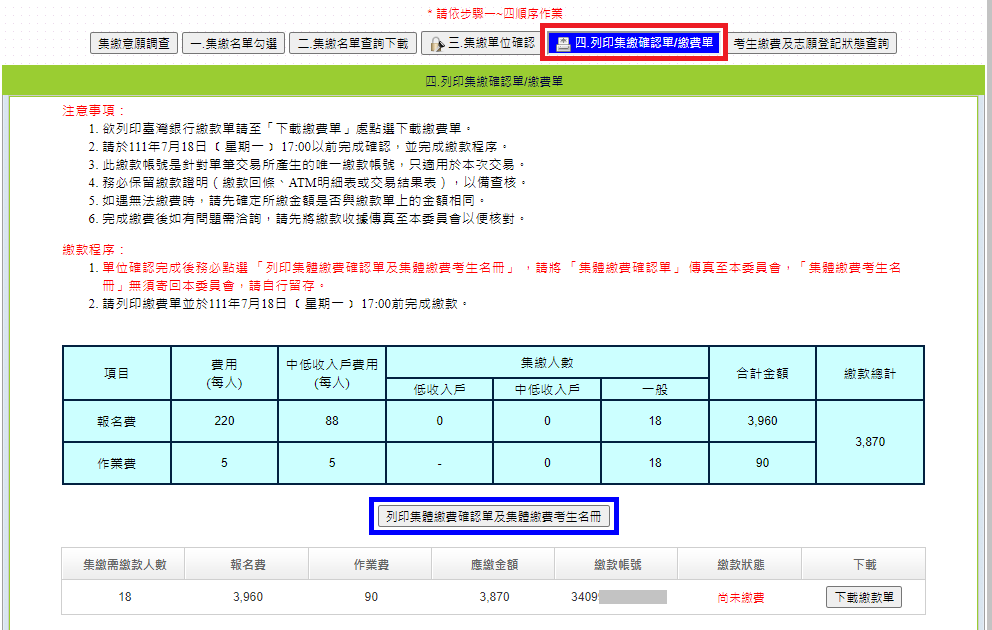 * 請依步驟一~四順序作業
集繳意願調查 一.集繳名單勾選 二.集繳名單查詢下載 三.集繳單位確認 四.列印集繳確認單/繳費單 考生繳費及志願登記狀態查詢
四.列印集繳確認單/繳費單
注意事項：
1. 欲列印臺灣銀行繳款單請至「下載繳費單」處點選下載繳費單。
2. 請於111年7月18日﹝星期一﹞17:00以前完成確認，並完成繳款程序。
3. 此繳款帳號是針對單筆交易所產生的唯一繳款帳號，只適用於本次交易。
4. 務必保留繳款證明（繳款回條、ATM明細表或交易結果表），以備查核。
5. 如遇無法繳費時，請先確定所繳金額是否與繳款單上的金額相同。
6. 完成繳費後如有問題需洽詢，請先將繳款收據傳真至本委員會以便核對。
繳款程序：
1. 單位確認完成後務必點選「列印集體繳費確認單及集體繳費考生名冊」，請將「集體繳費確認單」傳真至本委員會，「集體繳費考生名
冊」無須寄回本委員會，請自行留存。
2. 請列印繳費單並於111年7月18日﹝星期一﹞17:00前完成繳款。
項目 費用 (每人) 中低收入戶費用 (每人) 集繳人數 合計金額 繳款總計
低收入戶 中低收入戶 一般
報名費 220 88 0 0 18 3,960 3,870
作業費 5 5 - 0 18 90
列印集體繳費確認單及集體繳費考生名冊
集繳需繳款人數 報名費 作業費 應繳金額 繳款帳號 繳款狀態 下載
18 3,960 90 3,870 3409 尚未繳費 下載繳款單